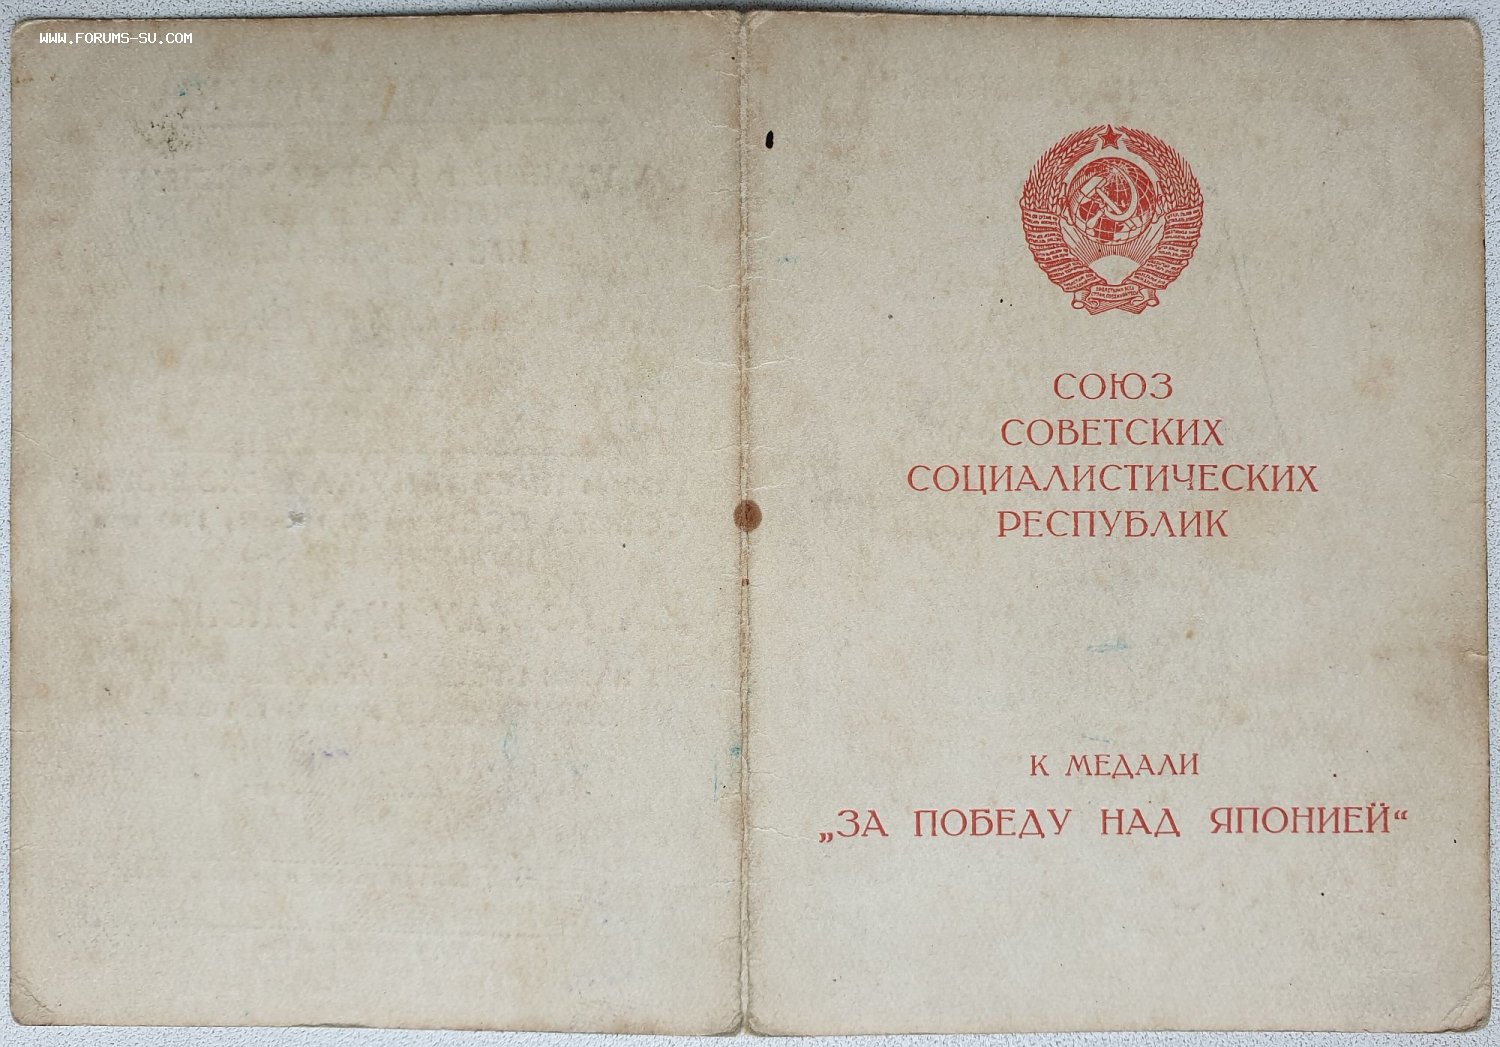 WWW.FORUMS-SU.COM
СОЮЗ
СОВЕТСКИХ
СОЦИАЛИСТИЧЕСКИХ
РЕСПУБЛИК
К МЕДАЛИ
„ЗА ПОБЕДУ НАД ЯПОНИЕЙ“